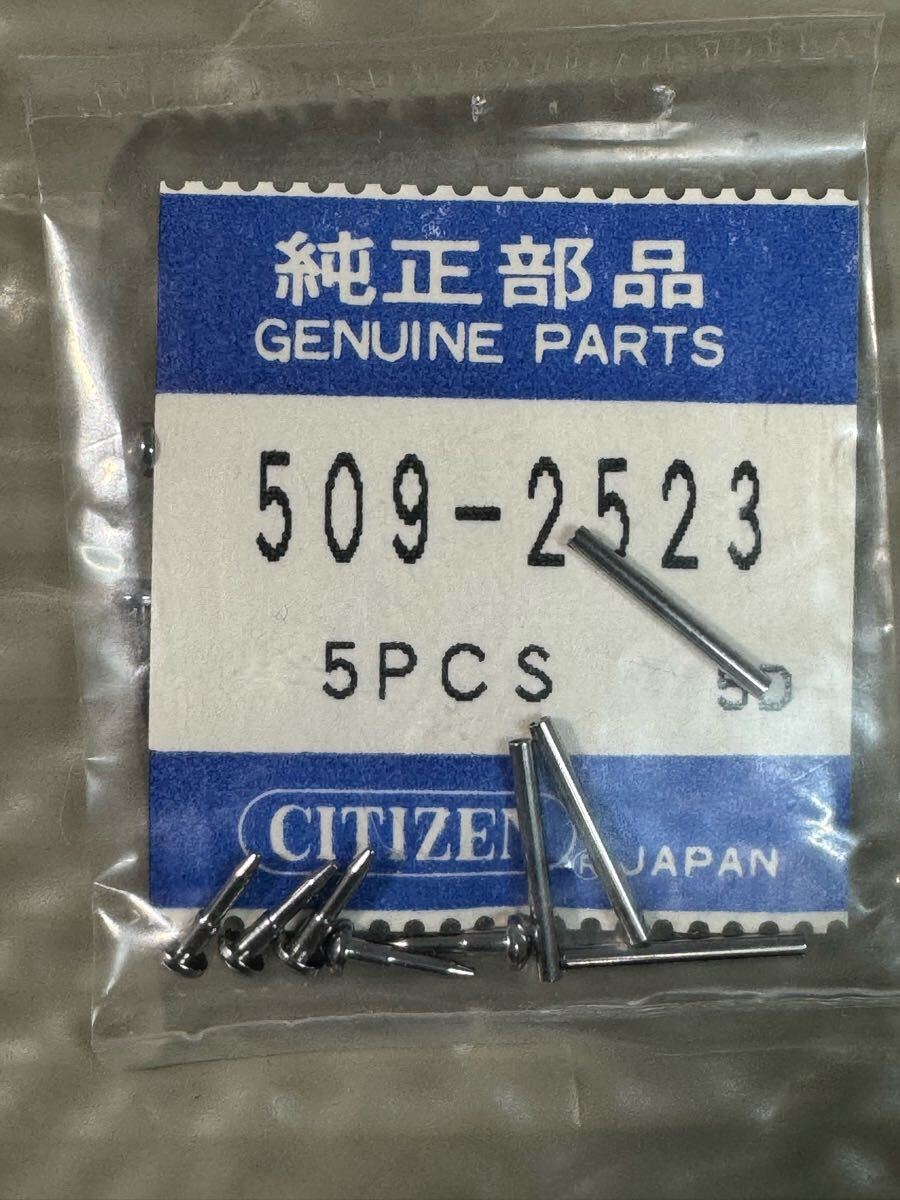 純正部品
GENUINE PARTS
509-2523
5PCS
CITIZEN
JAPAN